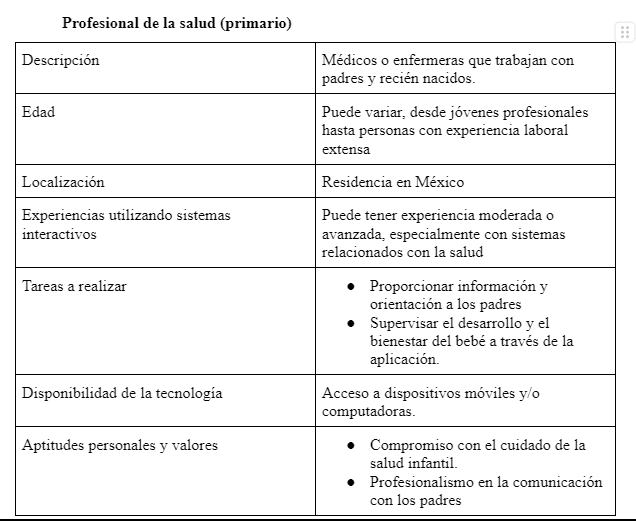 Profesional de la salud (primario)
Descripción
Médicos o enfermeras que trabajan con
padres y recién nacidos.
Edad
Puede variar, desde jóvenes profesionales
hasta personas con experiencia laboral
extensa
Localización
Residencia en México
Experiencias utilizando sistemas
interactivos
Puede tener experiencia moderada o
avanzada, especialmente con sistemas
relacionados con la salud
Tareas a realizar
● Proporcionar información y
orientación a los padres
● Supervisar el desarrollo y el
bienestar del bebé a través de la
aplicación.
Disponibilidad de la tecnología
Acceso a dispositivos móviles y/o
computadoras.
Aptitudes personales y valores
● Compromiso con el cuidado de la
salud infantil.
● Profesionalismo en la comunicación
con los padres